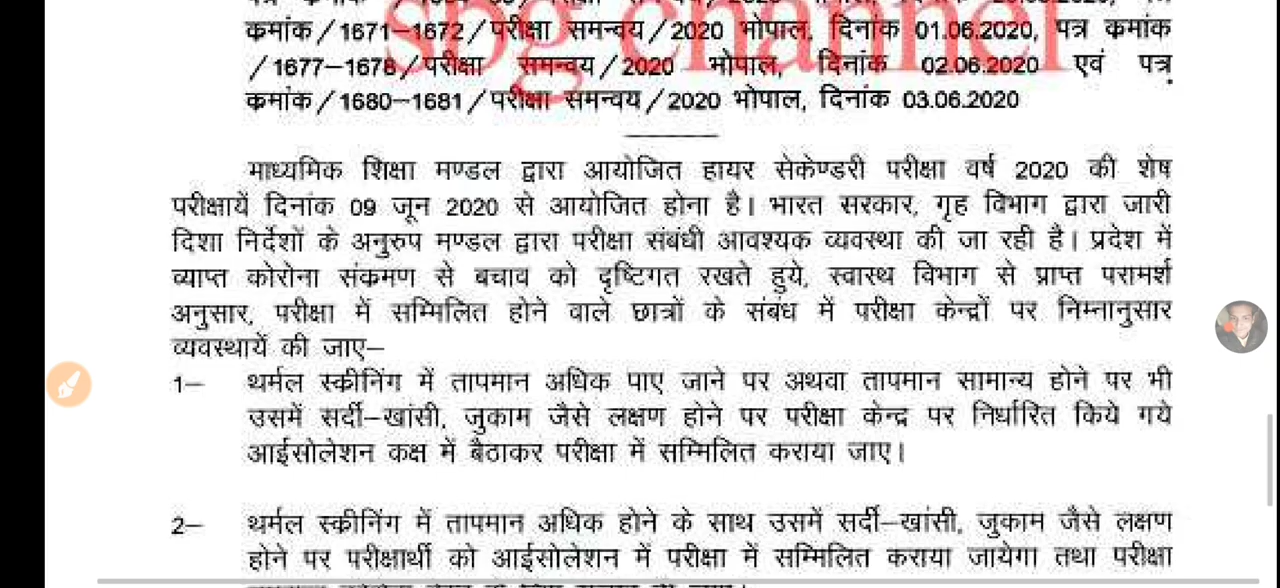 क्रमांक/1671-1672/परीक्षा समन्वय/2020 भोपाल, दिनांक 01.06.2020, पत्र क्रमांक
/1677-1678/परीक्षा समन्वय/2020 भोपाल, दिनांक 02.06.2020 एवं पत्र
क्रमांक/1680-1681/परीक्षा समन्वय/2020 भोपाल, दिनांक 03.06.2020
sbg channel
माध्यमिक शिक्षा मण्डल द्वारा आयोजित हायर सेकेण्डरी परीक्षा वर्ष 2020 की शेष
परीक्षायें दिनांक 09 जून 2020 से आयोजित होना है। भारत सरकार, गृह विभाग द्वारा जारी
दिशा निर्देशों के अनुरुप मण्डल द्वारा परीक्षा संबंधी आवश्यक व्यवस्था की जा रही है। प्रदेश में
व्याप्त कोरोना संकमण से बचाव को दृष्टिगत रखते हुये, स्वास्थ विभाग से प्राप्त परामर्श
अनुसार, परीक्षा में सम्मिलित होने वाले छात्रों के संबंध में परीक्षा केन्द्रों पर निम्नानुसार
व्यवस्थायें की जाए–
1– थर्मल स्कीनिंग में तापमान अधिक पाए जाने पर अथवा तापमान सामान्य होने पर भी
उसमें सर्दी–खांसी, जुकाम जैसे लक्षण होने पर परीक्षा केन्द्र पर निर्धारित किये गये
आईसोलेशन कक्ष में बैठाकर परीक्षा में सम्मिलित कराया जाए।
2– थर्मल स्कीनिंग में तापमान अधिक होने के साथ उसमें सर्दी–खांसी, जुकाम जैसे लक्षण
होने पर परीक्षार्थी को आईसोलेशन में परीक्षा में सम्मिलित कराया जायेगा तथा परीक्षा